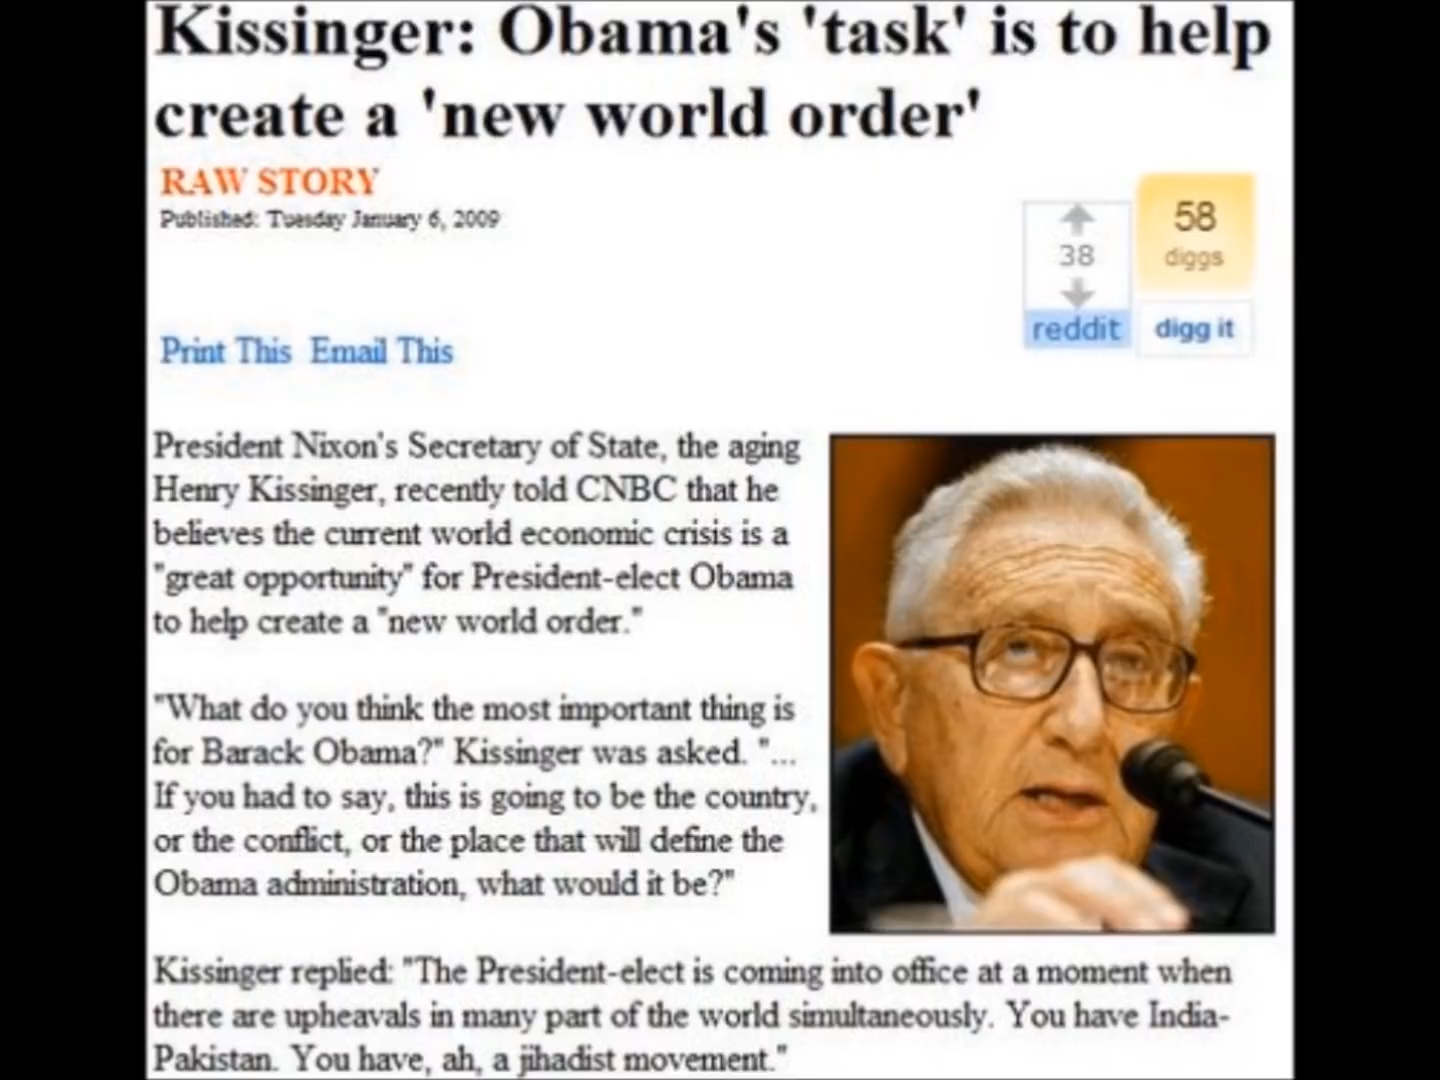 Kissinger: Obama's 'task' is to help
create a 'new world order'
RAW STORY
Published: Tuesday January 6, 2009
38
reddit
58
diggs
digg it
Print This Email This
President Nixon's Secretary of State, the aging
Henry Kissinger, recently told CNBC that he
believes the current world economic crisis is a
"great opportunity" for President-elect Obama
to help create a "new world order."
"What do you think the most important thing is
for Barack Obama?" Kissinger was asked. "...
If you had to say, this is going to be the country,
or the conflict, or the place that will define the
Obama administration, what would it be?"
Kissinger replied: "The President-elect is coming into office at a moment when
there are upheavals in many part of the world simultaneously. You have India-
Pakistan. You have, ah, a jihadist movement."